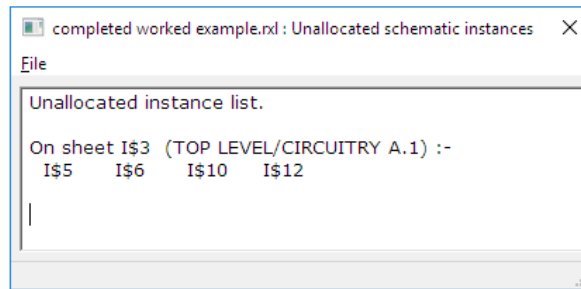 completed worked example.rxl : Unallocated schematic instances
File
Unallocated instance list.
On sheet I$3 (TOP LEVEL/CIRCUITRY A.1) :-
I$5 I$6 I$10 I$12